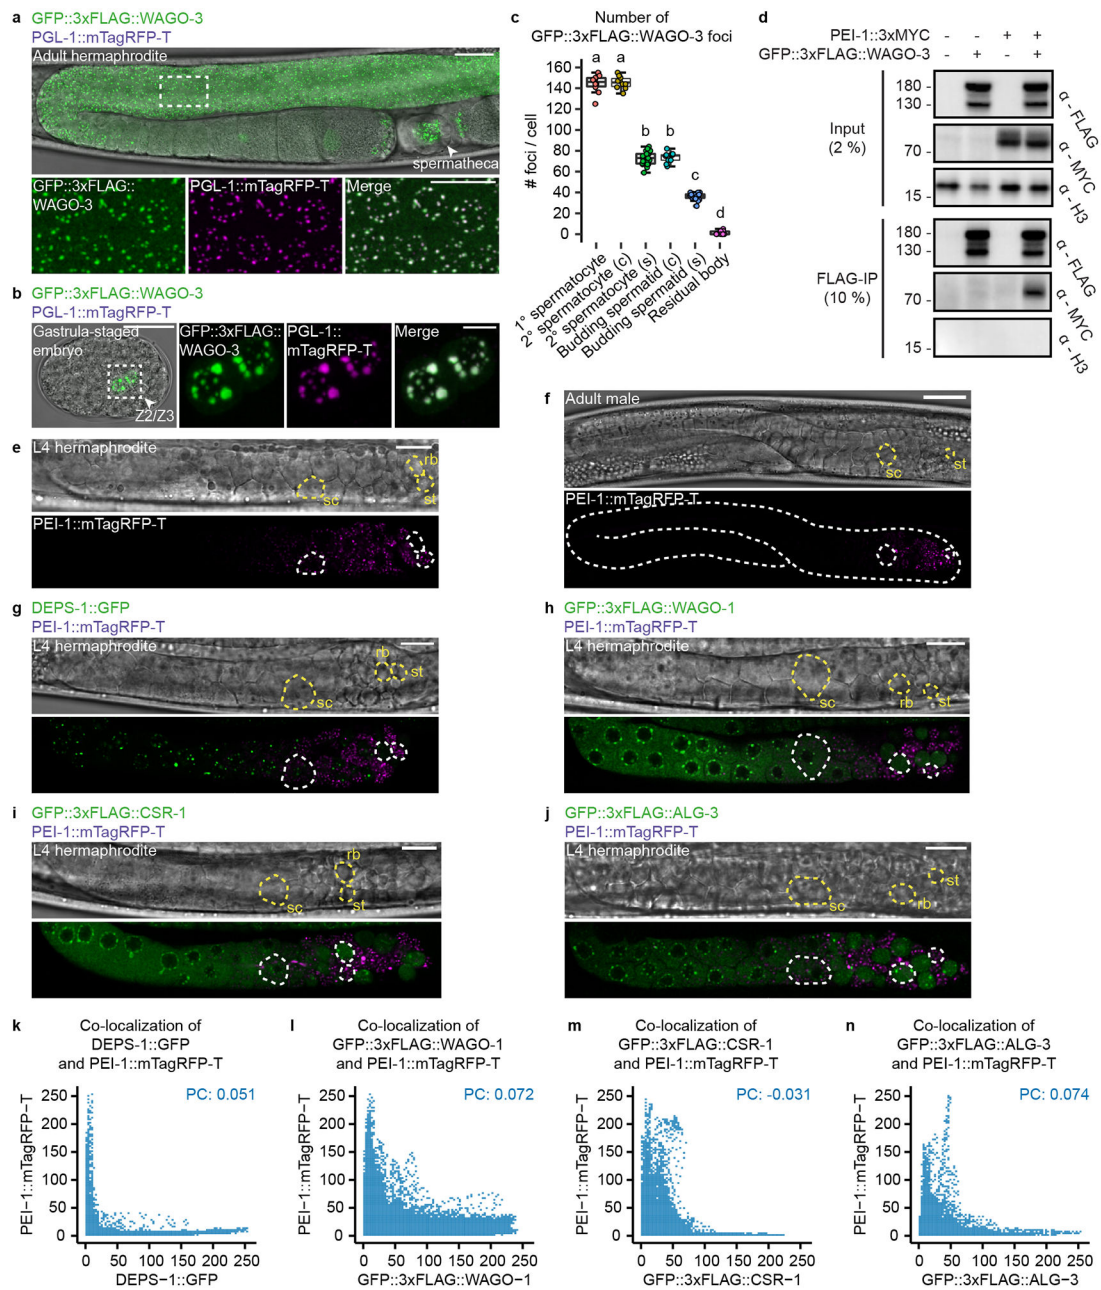 a GFP::3xFLAG::WAGO-3
PGL-1::mTagRFP-T
Adult hermaphrodite
spermatheca
GFP::3xFLAG::
WAGO-3
PGL-1::mTagRFP-T
Merge
b GFP::3xFLAG::WAGO-3
PGL-1::mTagRFP-T
Gastrula-staged
embryo
Z2/Z3
GFP::3xFLAG::
WAGO-3
PGL-1::
mTagRFP-T
Merge
c Number of
GFP::3xFLAG::WAGO-3 foci
# foci / cell
160
140
120
100
80
60
40
20
0
a a b b c d
1° spermatocyte
2° spermatocyte (c)
2° spermatocyte (s)
Budding spermatid (c)
Budding spermatid (s)
Residual body
d
PEI-1::3xMYC - - + +
GFP::3xFLAG::WAGO-3 - + - +
Input
(2 %)
180 -
130 -
α - FLAG
70 -
α - MYC
15 -
α - H3
FLAG-IP
(10 %)
180 -
130 -
α - FLAG
70 -
α - MYC
15 -
α - H3
e
L4 hermaphrodite
rb
sc
st
PEI-1::mTagRFP-T
f
Adult male
sc
st
PEI-1::mTagRFP-T
g DEPS-1::GFP
PEI-1::mTagRFP-T
L4 hermaphrodite
rb
st
sc
h GFP::3xFLAG::WAGO-1
PEI-1::mTagRFP-T
L4 hermaphrodite
sc
rb
st
i GFP::3xFLAG::CSR-1
PEI-1::mTagRFP-T
L4 hermaphrodite
rb
sc
st
j GFP::3xFLAG::ALG-3
PEI-1::mTagRFP-T
L4 hermaphrodite
st
sc
rb
k Co-localization of
DEPS-1::GFP
and PEI-1::mTagRFP-T
PC: 0.051
PEI−1::mTagRFP−T
250
200
150
100
50
0
0 50 100 150 200 250
DEPS−1::GFP
l Co-localization of
GFP::3xFLAG::WAGO-1
and PEI-1::mTagRFP-T
PC: 0.072
PEI−1::mTagRFP−T
250
200
150
100
50
0
0 50 100 150 200 250
GFP::3xFLAG::WAGO−1
m Co-localization of
GFP::3xFLAG::CSR-1
and PEI-1::mTagRFP-T
PC: -0.031
PEI−1::mTagRFP−T
250
200
150
100
50
0
0 50 100 150 200 250
GFP::3xFLAG::CSR−1
n Co-localization of
GFP::3xFLAG::ALG-3
and PEI-1::mTagRFP-T
PC: 0.074
PEI−1::mTagRFP−T
250
200
150
100
50
0
0 50 100 150 200 250
GFP::3xFLAG::ALG−3